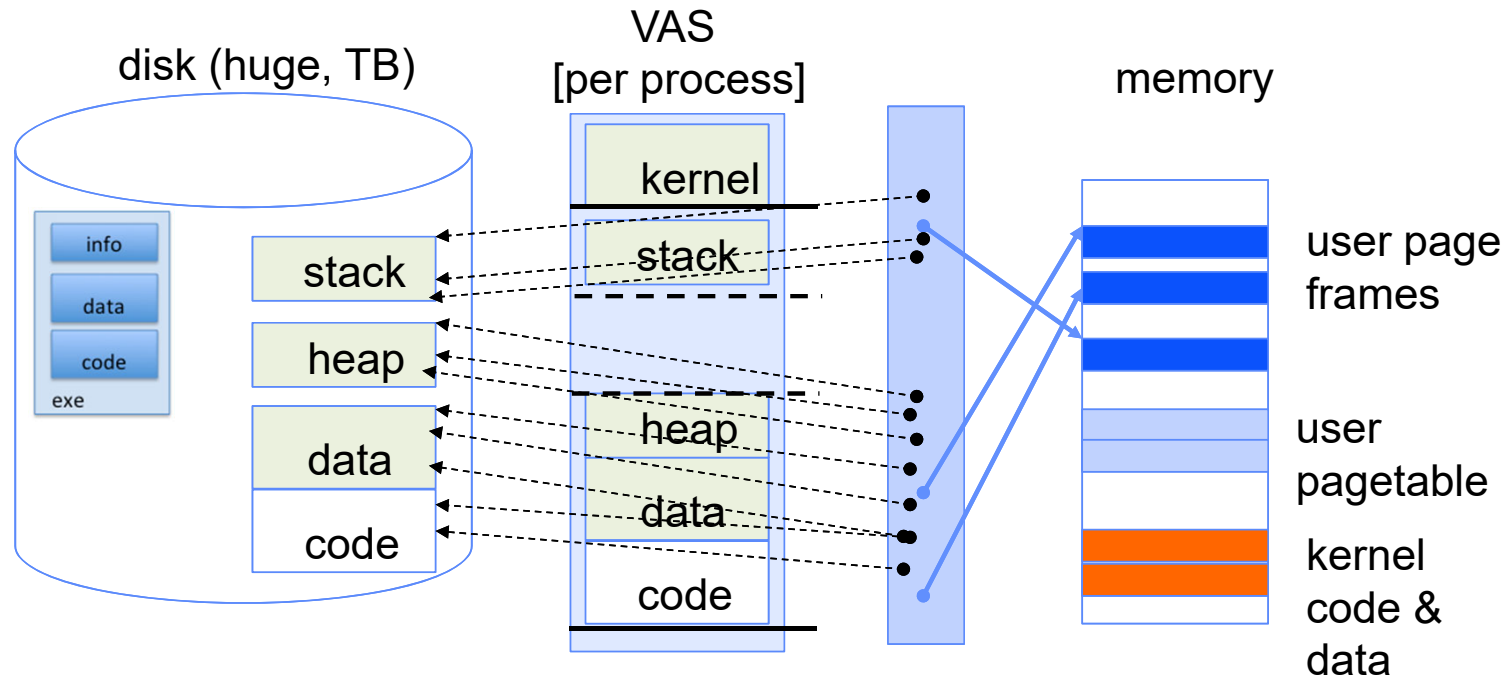 disk (huge, TB)
VAS
[per process]
memory
info
data
code
exe
stack
heap
data
code
kernel
stack
heap
data
code
user page
frames
user
pagetable
kernel
code &
data